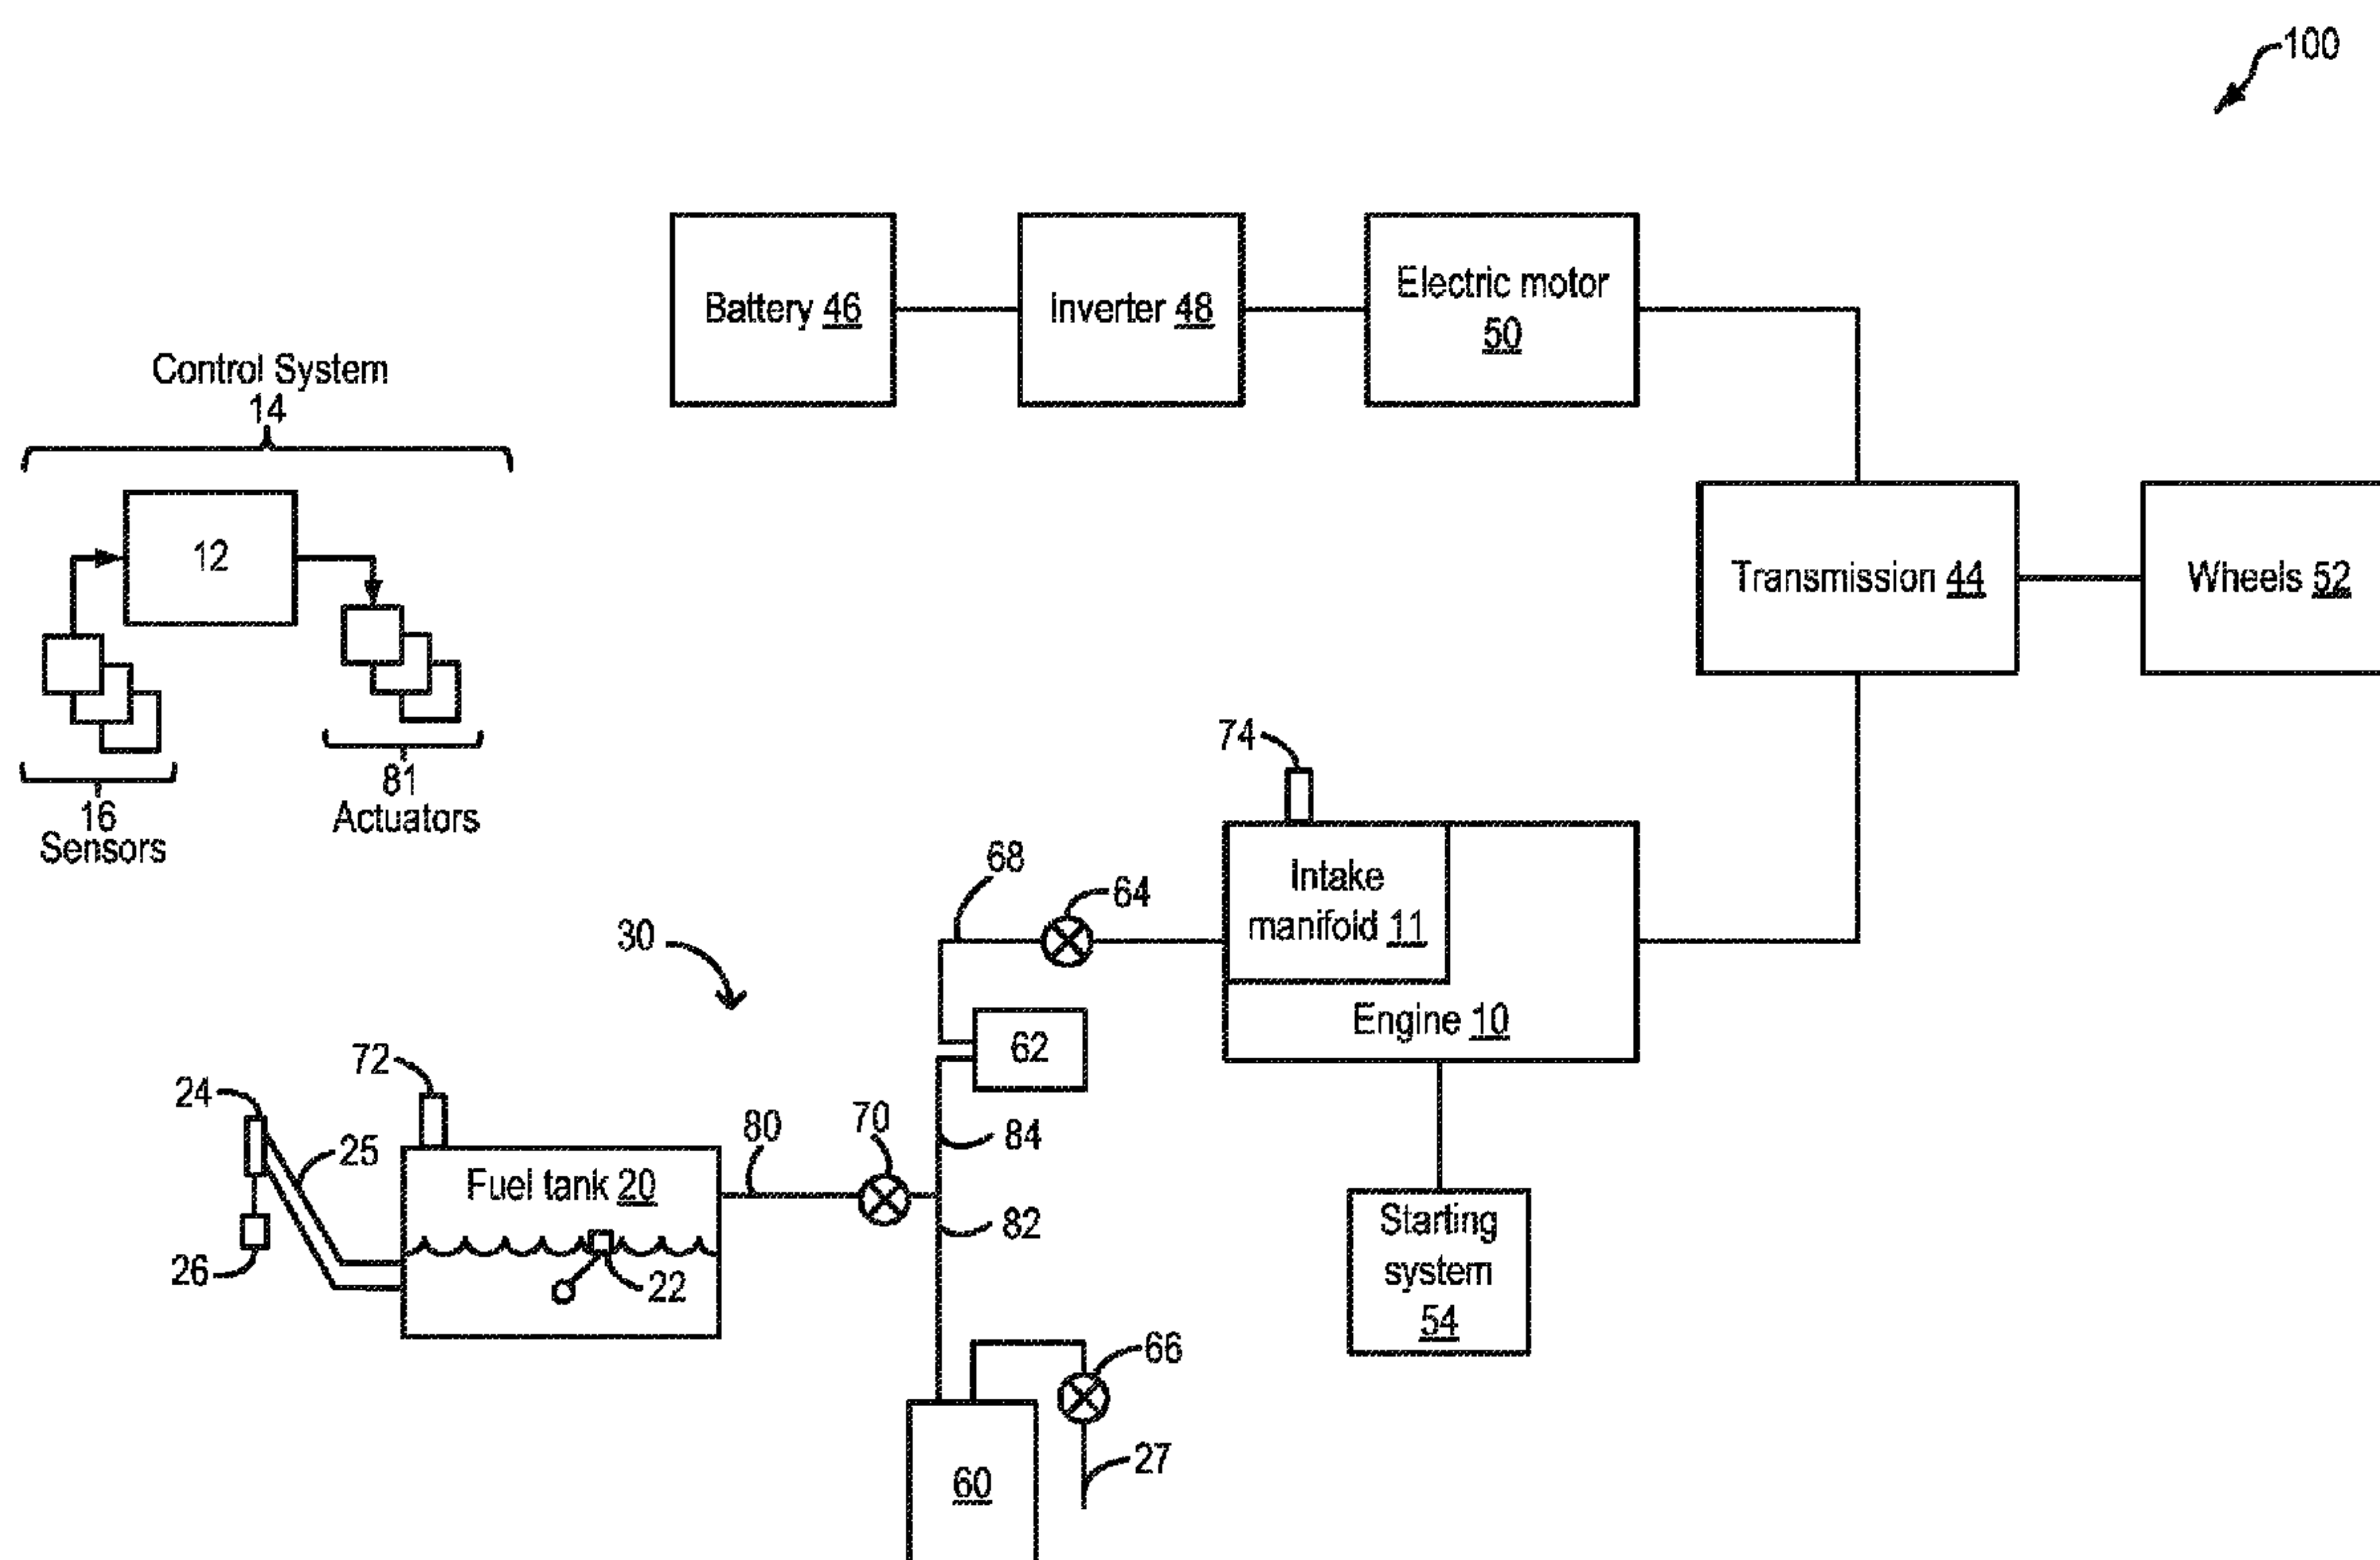 100
Battery 46
Inverter 48
Electric motor
50
Control System
14
12
Transmission 44
Wheels 52
81
Actuators
16
Sensors
74
68
64
Intake
manifold 11
Engine 10
30
62
72
24
25
80
70
84
Fuel tank 20
82
26
22
Starting
system
54
66
27
60